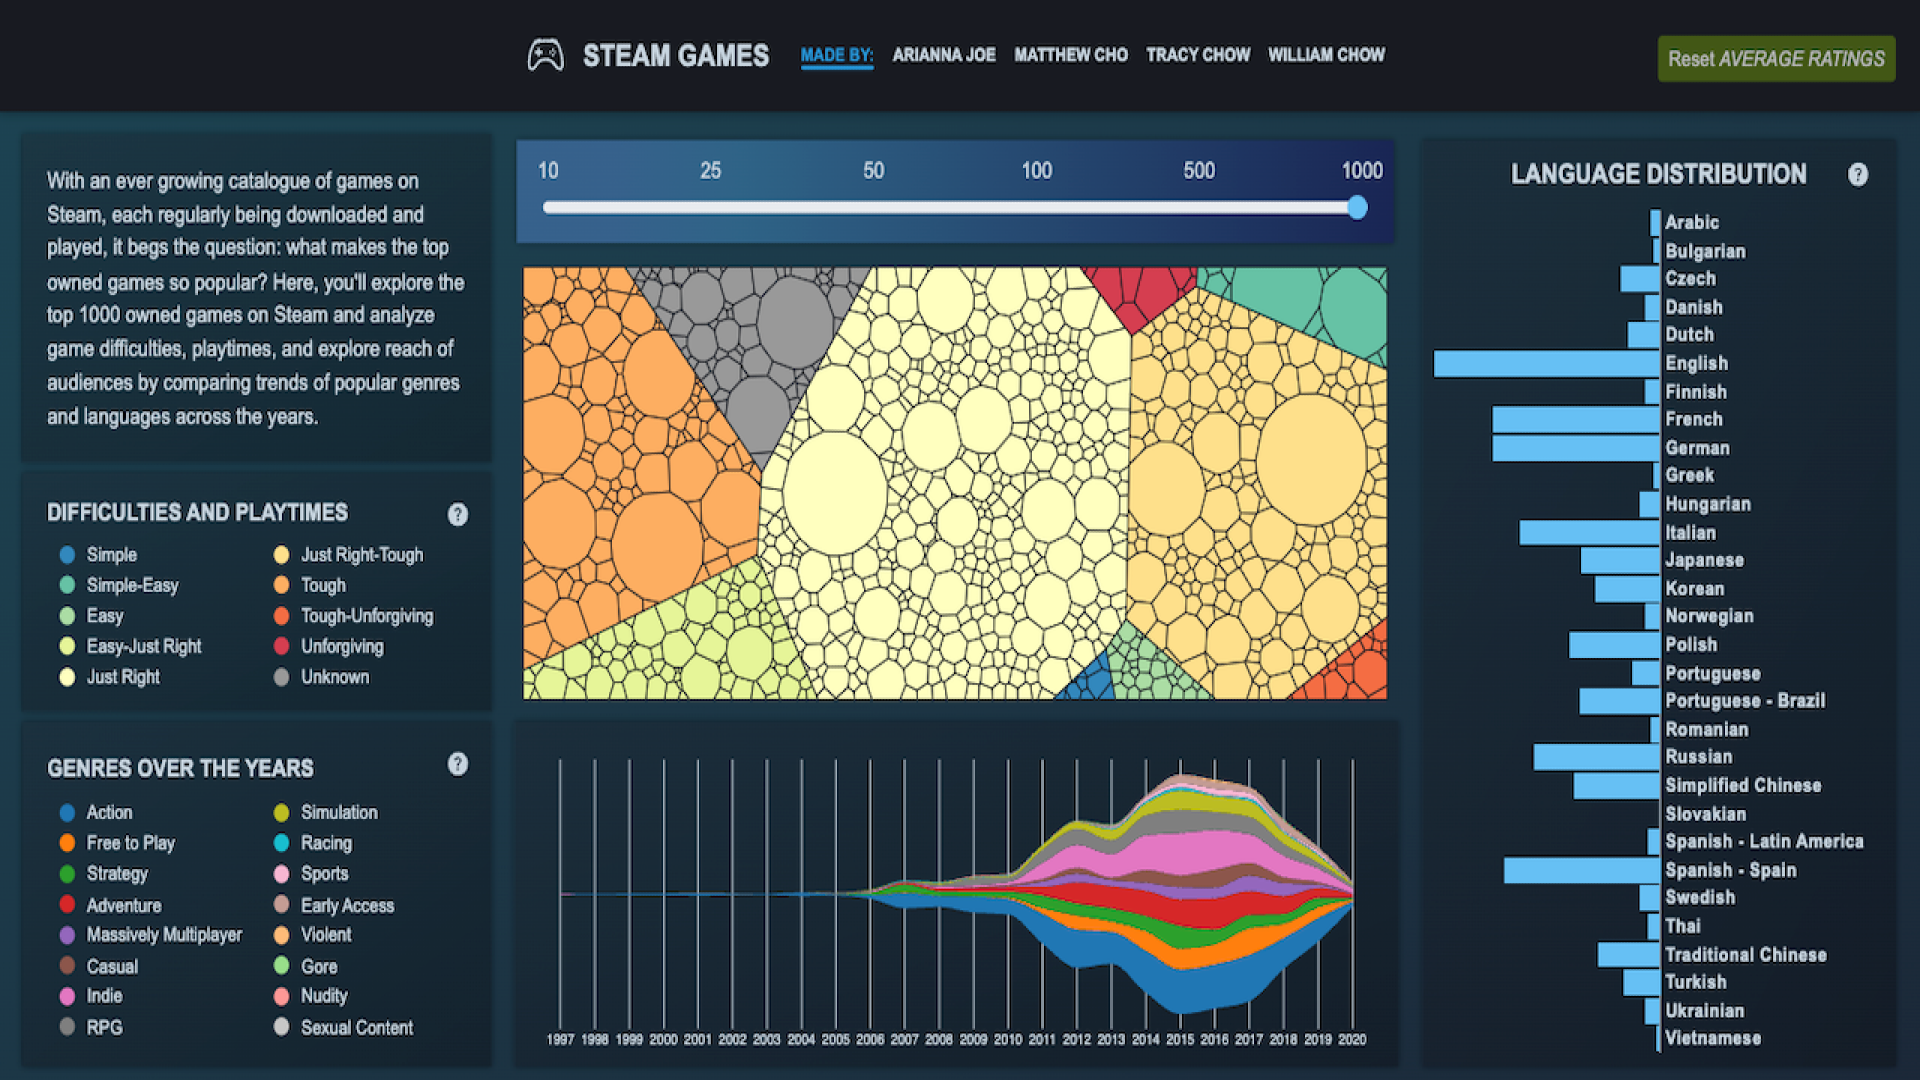 STEAM GAMES MADE BY: ARIANNA JOE MATTHEW CHO TRACY CHOW WILLIAM CHOW
Reset AVERAGE RATINGS
With an ever growing catalogue of games on
Steam, each regularly being downloaded and
played, it begs the question: what makes the top
owned games so popular? Here, you'll explore the
top 1000 owned games on Steam and analyze
game difficulties, playtimes, and explore reach of
audiences by comparing trends of popular genres
and languages across the years.
DIFFICULTIES AND PLAYTIMES ?
Simple
Simple-Easy
Easy
Easy-Just Right
Just Right
Just Right-Tough
Tough
Tough-Unforgiving
Unforgiving
Unknown
GENRES OVER THE YEARS ?
Action
Free to Play
Strategy
Adventure
Massively Multiplayer
Casual
Indie
RPG
Simulation
Racing
Sports
Early Access
Violent
Gore
Nudity
Sexual Content
10 25 50 100 500 1000
1997 1998 1999 2000 2001 2002 2003 2004 2005 2006 2007 2008 2009 2010 2011 2012 2013 2014 2015 2016 2017 2018 2019 2020
LANGUAGE DISTRIBUTION ?
Arabic
Bulgarian
Czech
Danish
Dutch
English
Finnish
French
German
Greek
Hungarian
Italian
Japanese
Korean
Norwegian
Polish
Portuguese
Portuguese - Brazil
Romanian
Russian
Simplified Chinese
Slovakian
Spanish - Latin America
Spanish - Spain
Swedish
Thai
Traditional Chinese
Turkish
Ukrainian
Vietnamese